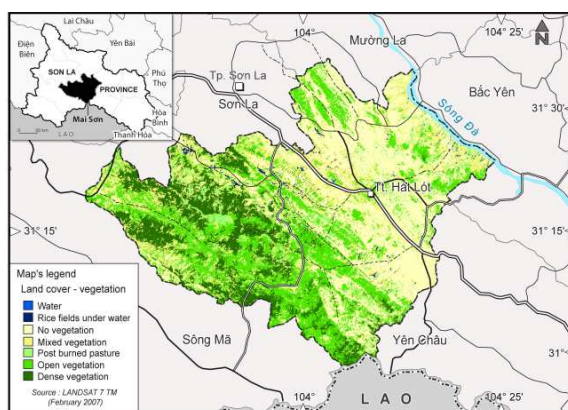 Lai Châu
Điện
Biên
Yên Bái
SON LA
PROVINCE
Phú
Thọ
Mai Sơn
Hòa
Bình
LAO
Thanh Hóa
104°
104° 25'
Mường La
N
Tp. Sơn La
Sơn La
Bắc Yên
Sông Đà
31° 30'
31°
Tt. Hát Lót
31° 15'
31° 15'
Map's legend
Land cover - vegetation
Water
Rice fields under water
No vegetation
Mixed vegetation
Post burned pasture
Open vegetation
Dense vegetation
Source : LANDSAT 7 TM
(February 2007)
Sông Mã
Yên Châu
31°
LAO
104°
104° 25'